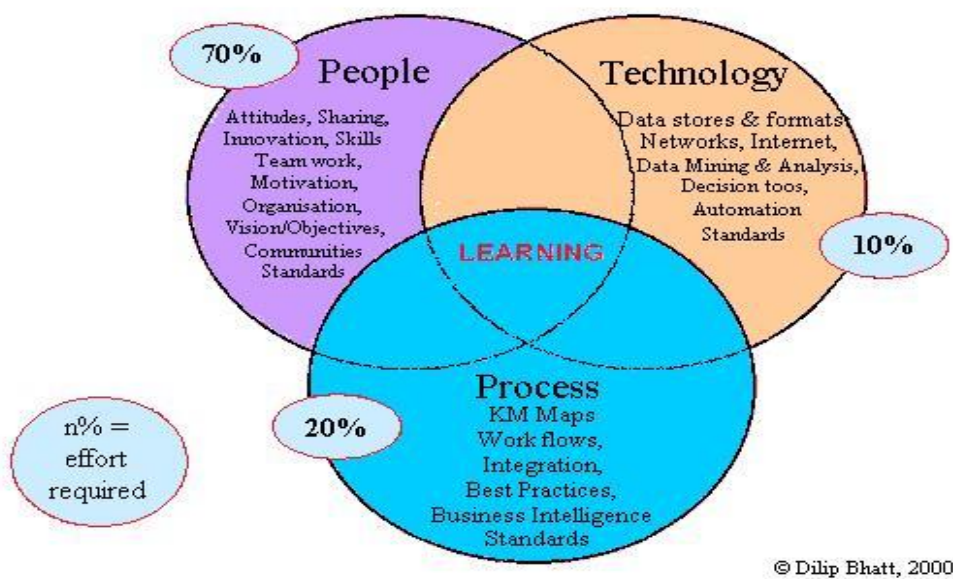 70%
People
Attitudes, Sharing,
Innovation, Skills
Team work,
Motivation,
Organisation,
Vision/Objectives,
Communities
Standards
Technology
Data stores & formats
Networks, Internet,
Data Mining & Analysis,
Decision toos,
Automation
Standards
10%
LEARNING
Process
KM Maps
Work flows,
Integration,
Best Practices,
Business Intelligence
Standards
20%
n% =
effort
required
© Dilip Bhatt, 2000